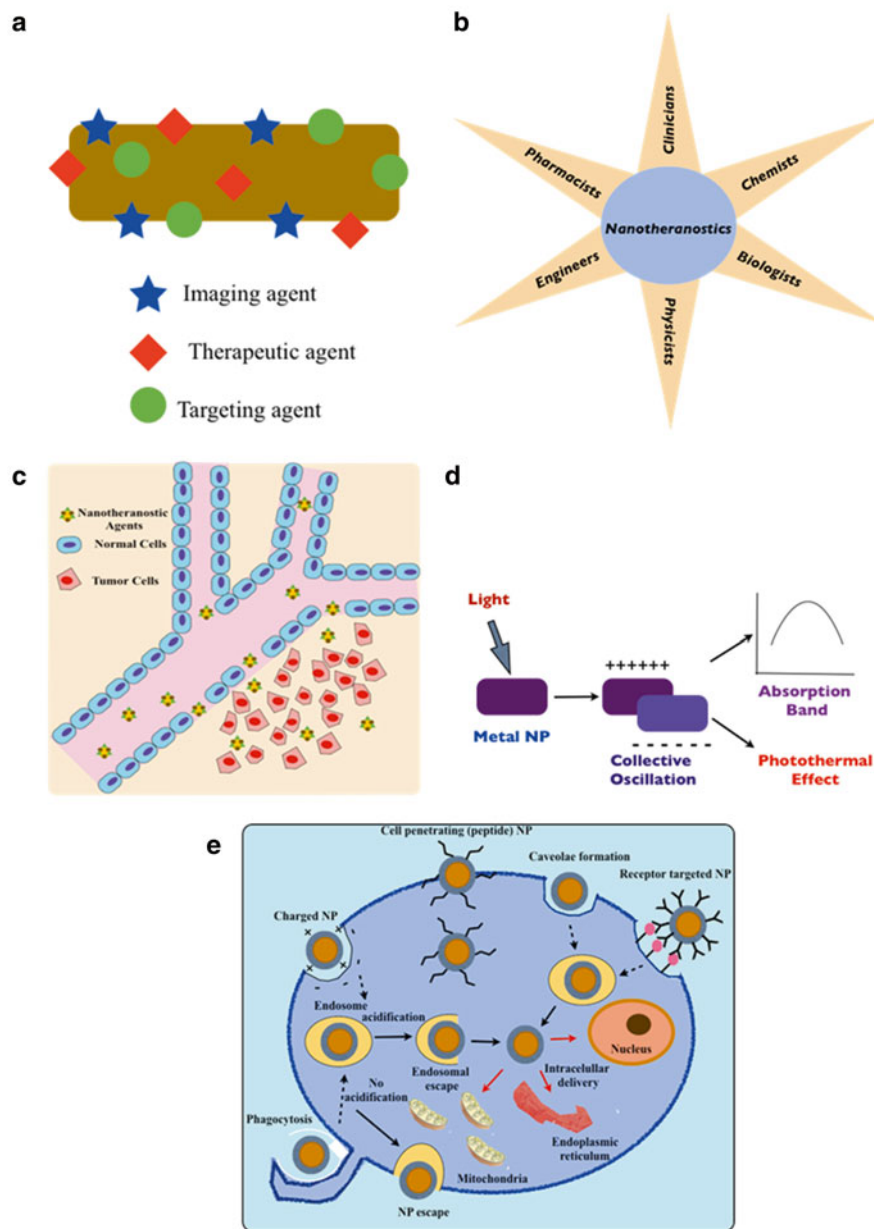 a
Imaging agent
Therapeutic agent
Targeting agent
b
Clinicians
Chemists
Biologists
Physicists
Engineers
Pharmacists
Nanotheranostics
c
Nanotheranostic
Agents
Normal Cells
Tumor Cells
d
Light
Metal NP
++++++
Collective
Oscillation
Absorption
Band
Photothermal
Effect
e
Cell penetrating (peptide) NP
Caveolae formation
Receptor targeted NP
Charged NP
Endosome
acidification
Endosomal
escape
Nucleus
Intracellular
delivery
No
acidification
Phagocytosis
Mitochondria
Endoplasmic
reticulum
NP escape